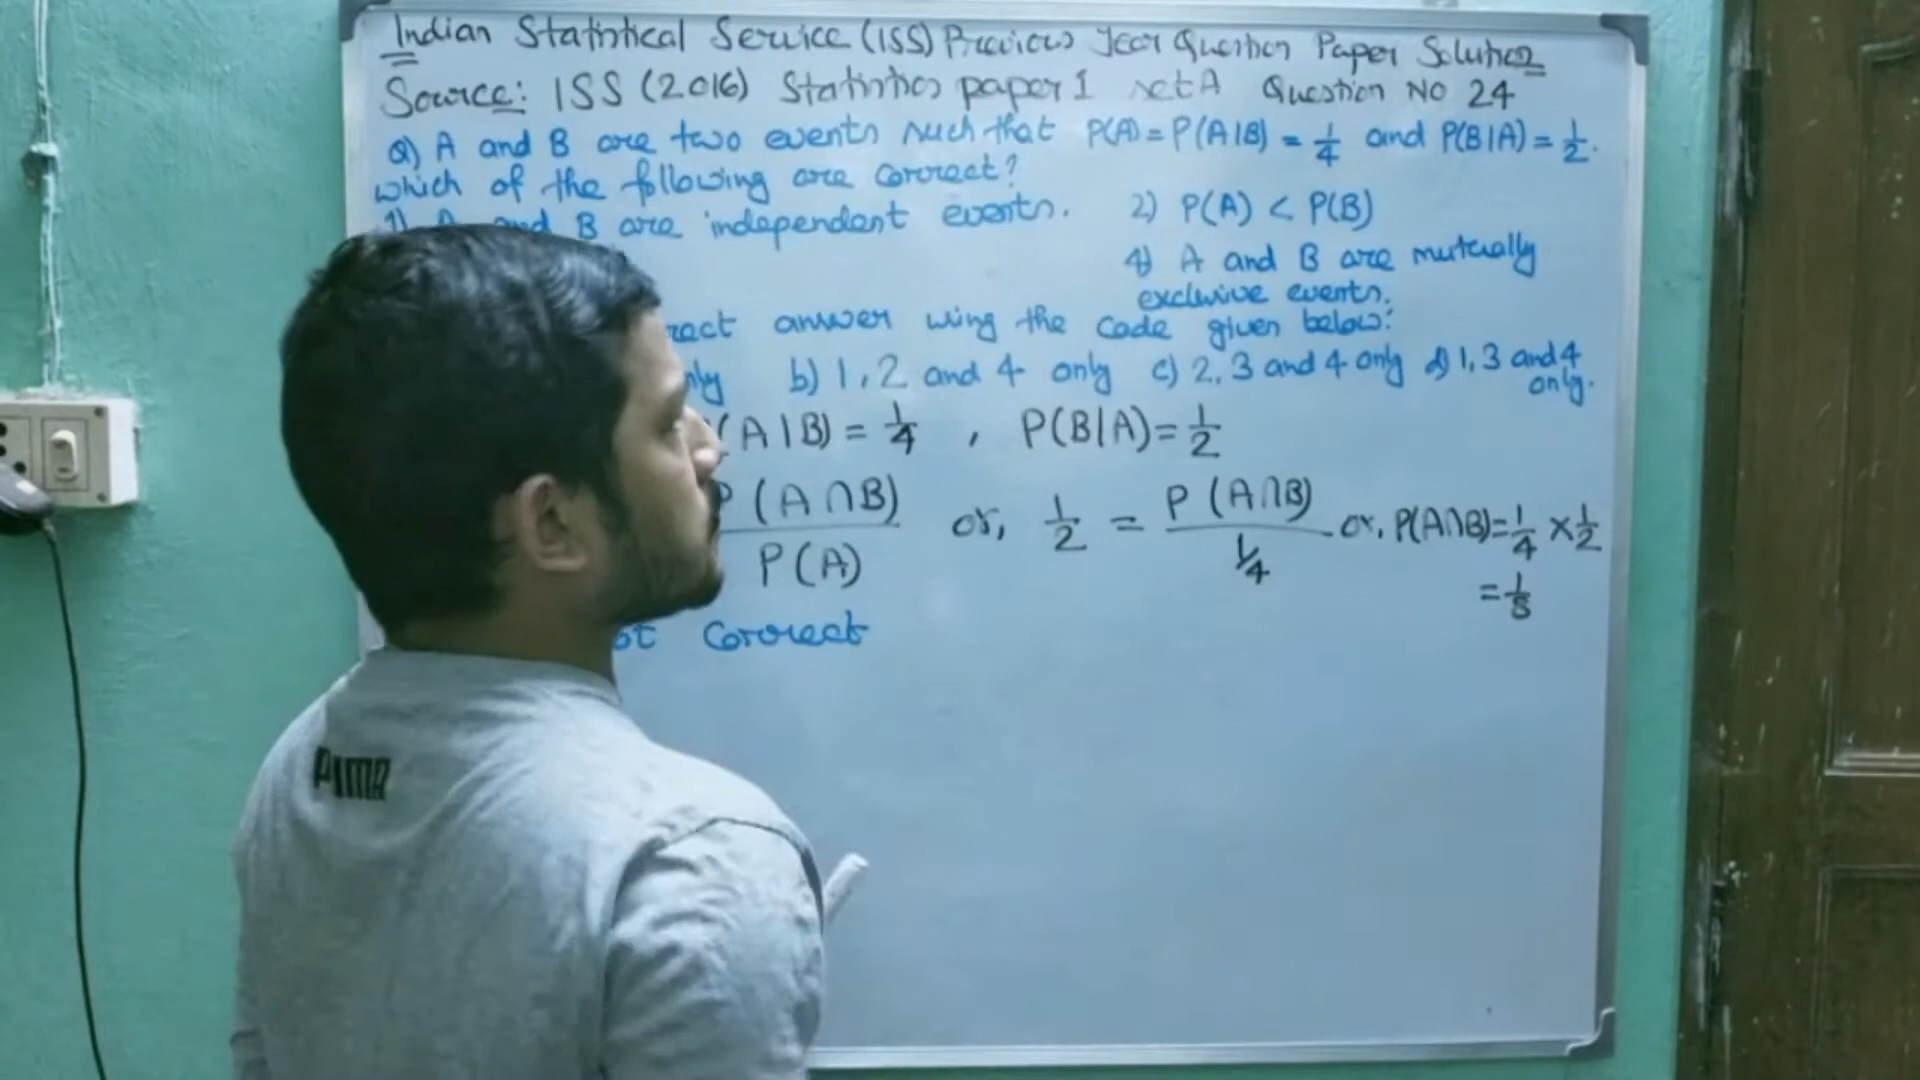 Indian Statistical Service (ISS) Previous Year Question Paper Solution
Source: ISS (2016) Statistics paper 1 set A Question No 24
Q) A and B are two events such that P(A) = P(A|B) = 1/4 and P(B|A) = 1/2.
which of the following are correct?
1) A and B are independent events. 2) P(A) < P(B)
4) A and B are mutually
exclusive events.
answer using the code given below:
b) 1, 2 and 4 only c) 2, 3 and 4 only d) 1, 3 and 4
only.
(A|B) = 1/4 , P(B|A) = 1/2
P(A∩B) / P(A) or, 1/2 = P(A∩B) / 1/4 or, P(A∩B) = 1/4 × 1/2
= 1/8
correct
PUMA